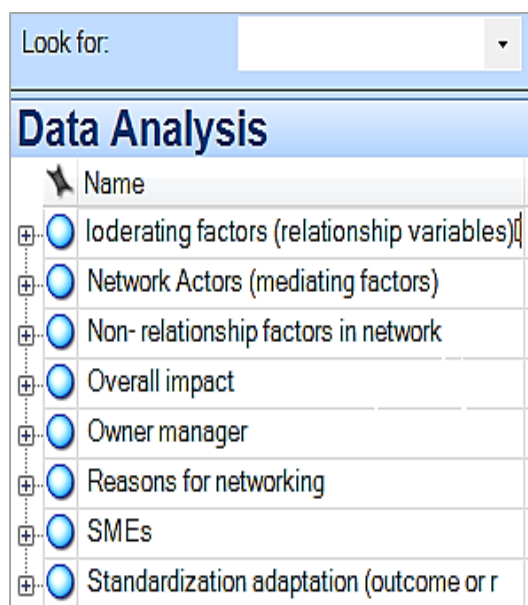 Look for:
Data Analysis
Name
loderating factors (relationship variables)
Network Actors (mediating factors)
Non- relationship factors in network
Overall impact
Owner manager
Reasons for networking
SMEs
Standardization adaptation (outcome or r